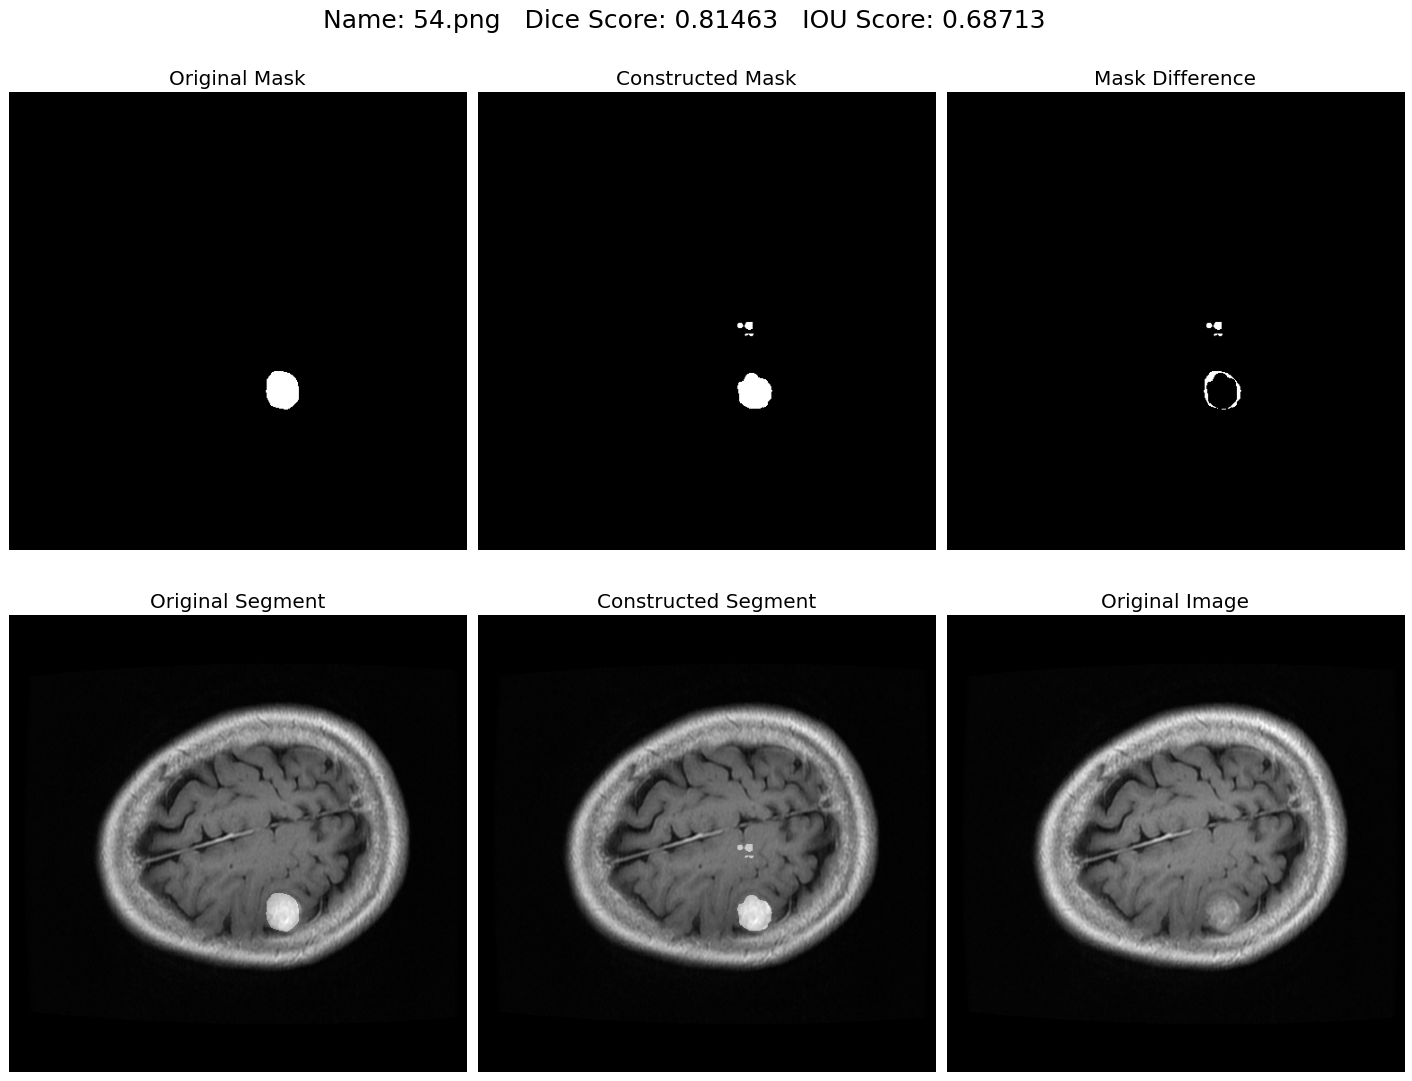 Name: 54.png   Dice Score: 0.81463   IOU Score: 0.68713
Original Mask
Constructed Mask
Mask Difference
Original Segment
Constructed Segment
Original Image